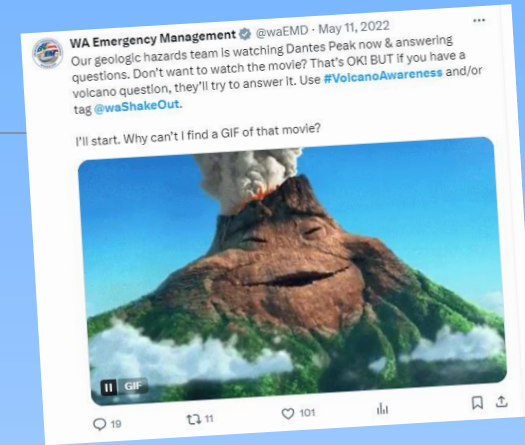 WA Emergency Management @waEMD · May 11, 2022
Our geologic hazards team is watching Dantes Peak now & answering
questions. Don't want to watch the movie? That's OK! BUT if you have a
volcano question, they'll try to answer it. Use #VolcanoAwareness and/or
tag @waShakeOut.
I'll start. Why can't I find a GIF of that movie?
GIF
19 11 101